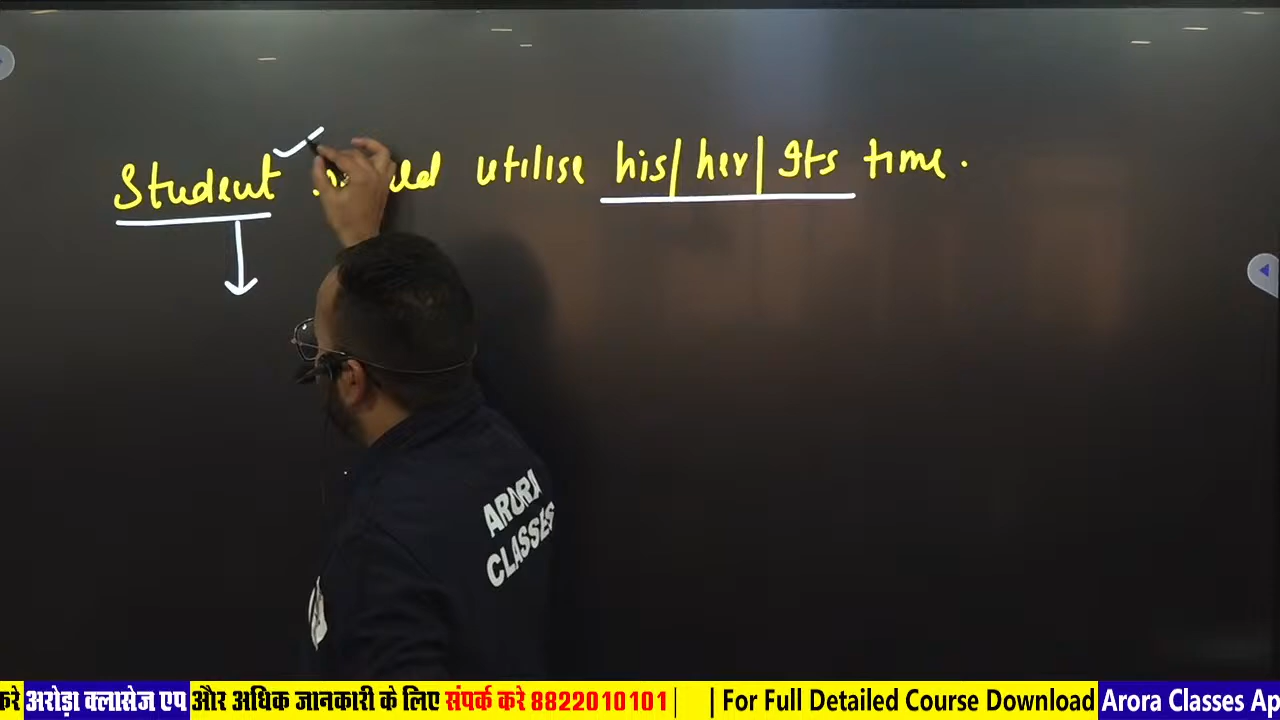 Student utilise his/ her/ Its time.
ARORA
CLASSES
करे अरोड़ा क्लासेज एप और अधिक जानकारी के लिए संपर्क करे 8822010101 | | For Full Detailed Course Download Arora Classes Ap